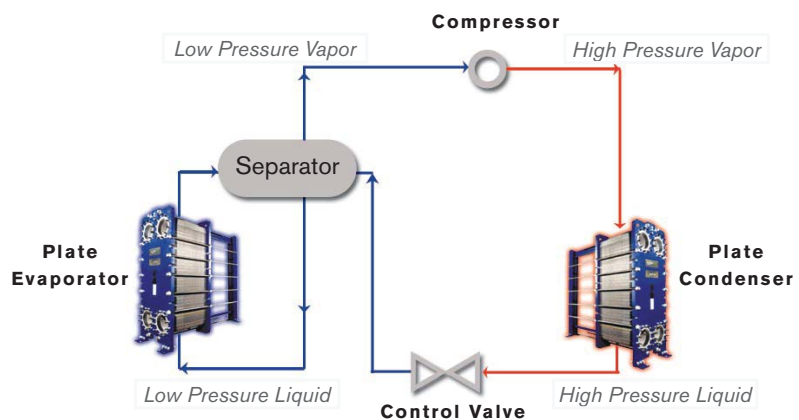 Compressor
Low Pressure Vapor
High Pressure Vapor
Separator
Plate
Evaporator
Plate
Condenser
Low Pressure Liquid
High Pressure Liquid
Control Valve